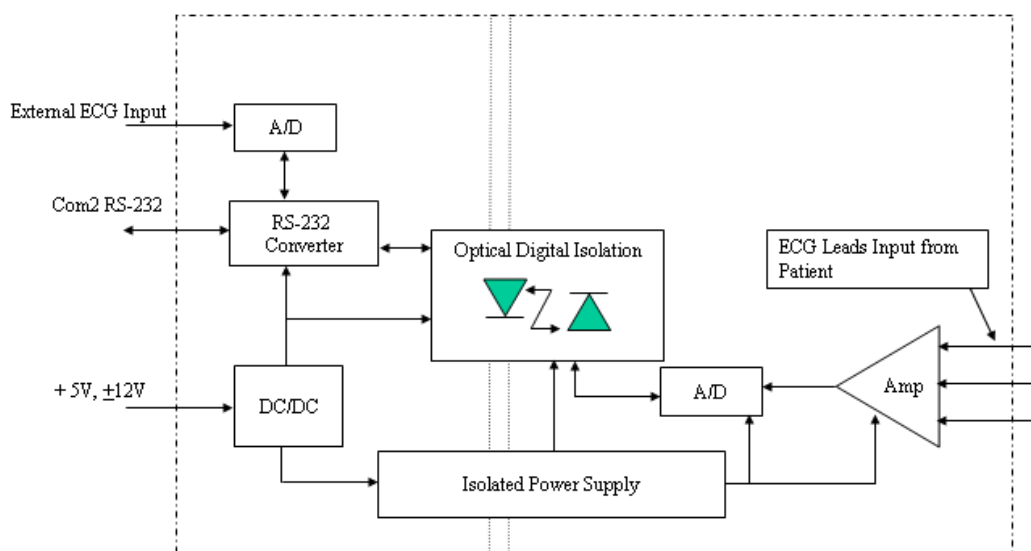 External ECG Input
A/D
Com2 RS-232
RS-232
Converter
Optical Digital Isolation
ECG Leads Input from
Patient
+ 5V, ±12V
DC/DC
A/D
Amp
Isolated Power Supply